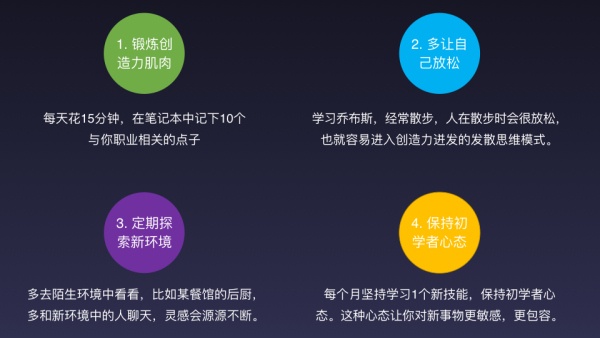 1. 锻炼创
造力肌肉
每天花15分钟，在笔记本中记下10个
与你职业相关的点子
2. 多让自
己放松
学习乔布斯，经常散步，人在散步时会很放松，
也就容易进入创造力迸发的发散思维模式。
3. 定期探
索新环境
多去陌生环境中看看，比如某餐馆的后厨，
多和新环境中的人聊天，灵感会源源不断。
4. 保持初
学者心态
每个月坚持学习1个新技能，保持初学者心
态。这种心态让你对新事物更敏感，更包容。